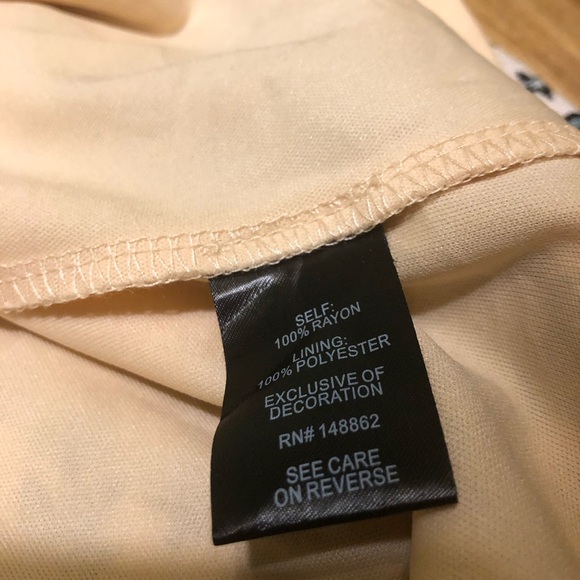 SELF:
100% RAYON
LINING:
100% POLYESTER
EXCLUSIVE OF
DECORATION
RN# 148862
SEE CARE
ON REVERSE